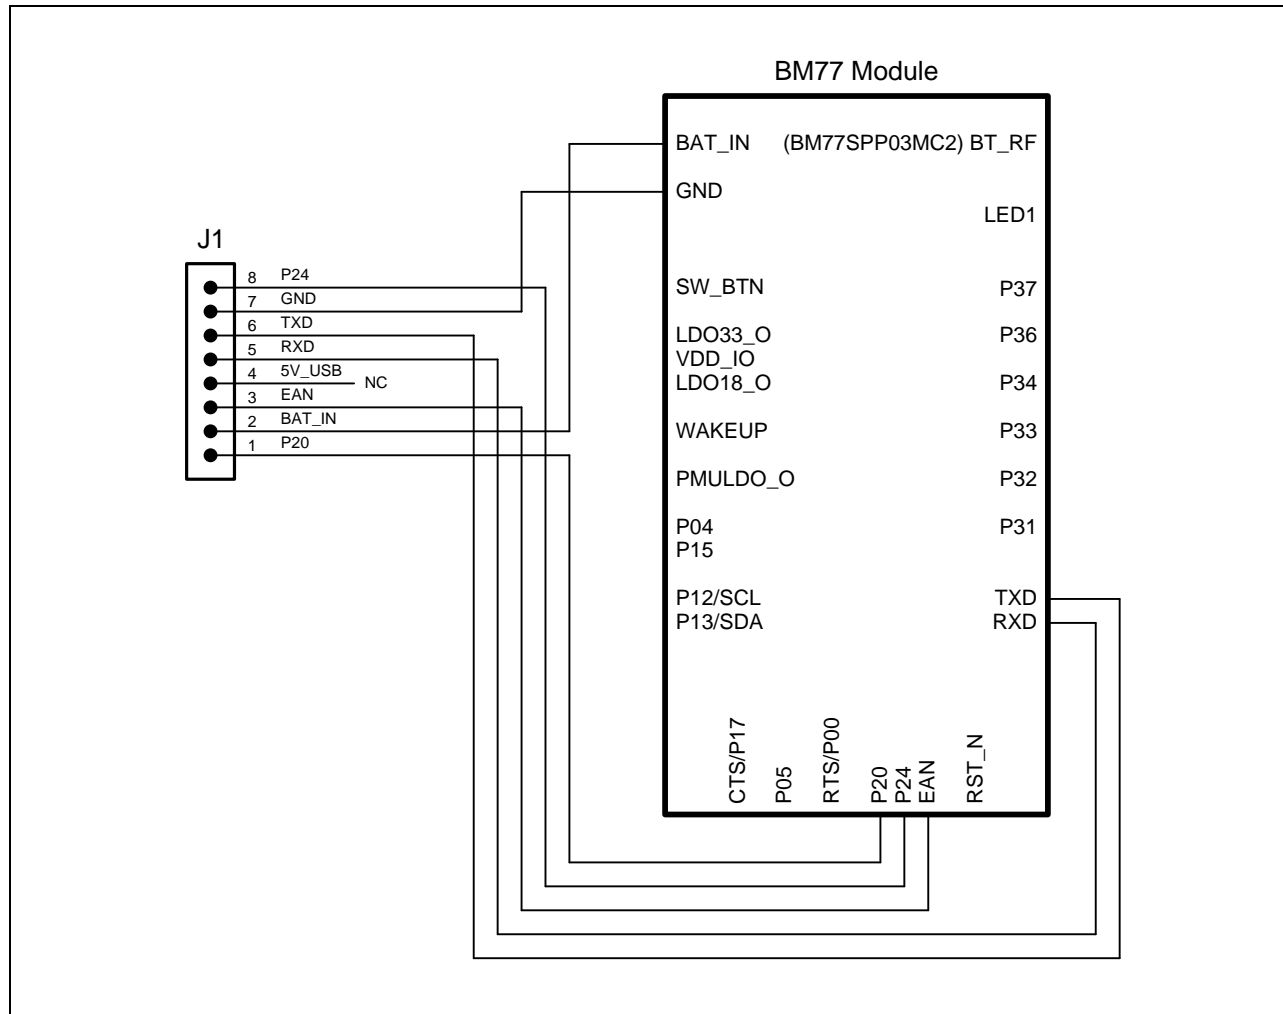 BM77 Module
BAT_IN (BM77SPP03MC2) BT_RF
GND
LED1
J1
8 P24
7 GND
6 TXD
5 RXD
4 5V_USB NC
3 EAN
2 BAT_IN
1 P20
SW_BTN P37
LDO33_O P36
VDD_IO
LDO18_O P34
WAKEUP P33
PMULDO_O P32
P04 P31
P15
P12/SCL TXD
P13/SDA RXD
CTS/P17
P05
RTS/P00
P20
P24
EAN
RST_N